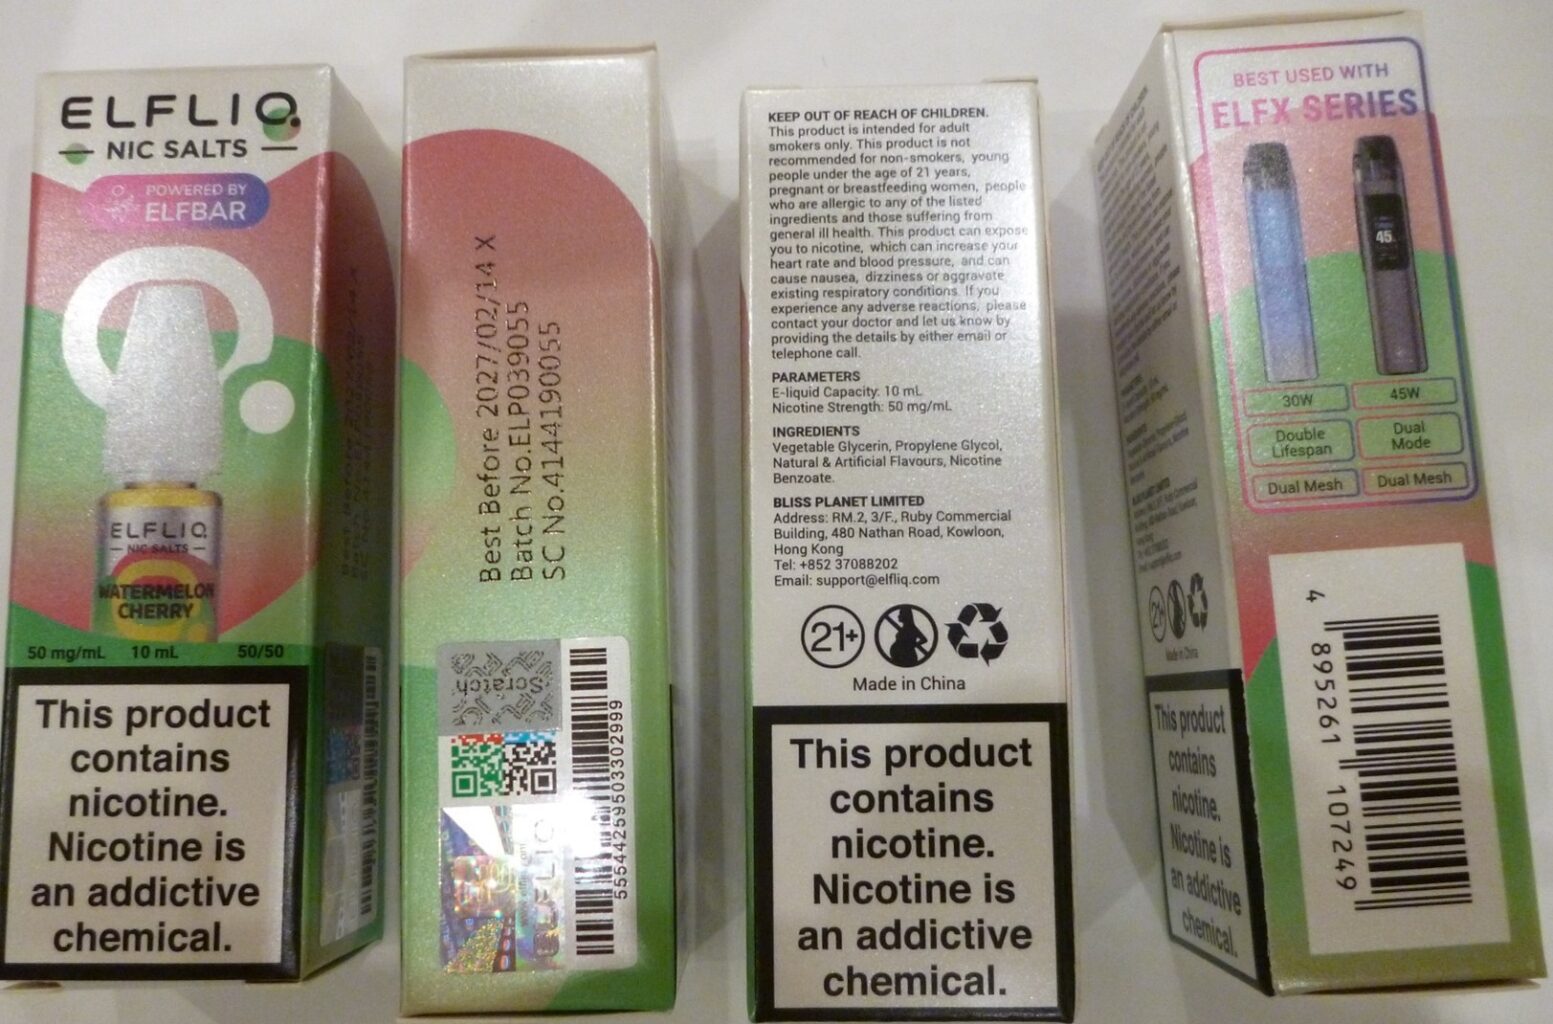 ELFLIQ
NIC SALTS
POWERED BY
ELFBAR
ELFLIQ
NIC SALTS
WATERMELON
CHERRY
50 mg/mL 10 mL 50/50
This product
contains
nicotine.
Nicotine is
an addictive
chemical.
Best Before 2027/02/14 X
Batch No.ELP039055
SC No.4144190055
Scratch
ELFLIQ
55544259503302999
KEEP OUT OF REACH OF CHILDREN.
This product is intended for adult
smokers only. This product is not
recommended for non-smokers, young
people under the age of 21 years,
pregnant or breastfeeding women, people
who are allergic to any of the listed
ingredients and those suffering from
general ill health. This product can expose
you to nicotine, which can increase your
heart rate and blood pressure, and can
cause nausea, dizziness or aggravate
existing respiratory conditions. If you
experience any adverse reactions, please
contact your doctor and let us know by
providing the details by either email or
telephone call.
PARAMETERS
E-liquid Capacity: 10 mL
Nicotine Strength: 50 mg/mL
INGREDIENTS
Vegetable Glycerin, Propylene Glycol,
Natural & Artificial Flavours, Nicotine
Benzoate.
BLISS PLANET LIMITED
Address: RM.2, 3/F., Ruby Commercial
Building, 480 Nathan Road, Kowloon,
Hong Kong
Tel: +852 37088202
Email: support@elfliq.com
21+
Made in China
This product
contains
nicotine.
Nicotine is
an addictive
chemical.
BEST USED WITH
ELFX SERIES
45
30W 45W
Double
Lifespan
Dual
Mode
Dual Mesh Dual Mesh
4 895261 107249
21+
Made in China
This product
contains
nicotine.
Nicotine is
an addictive
chemical.